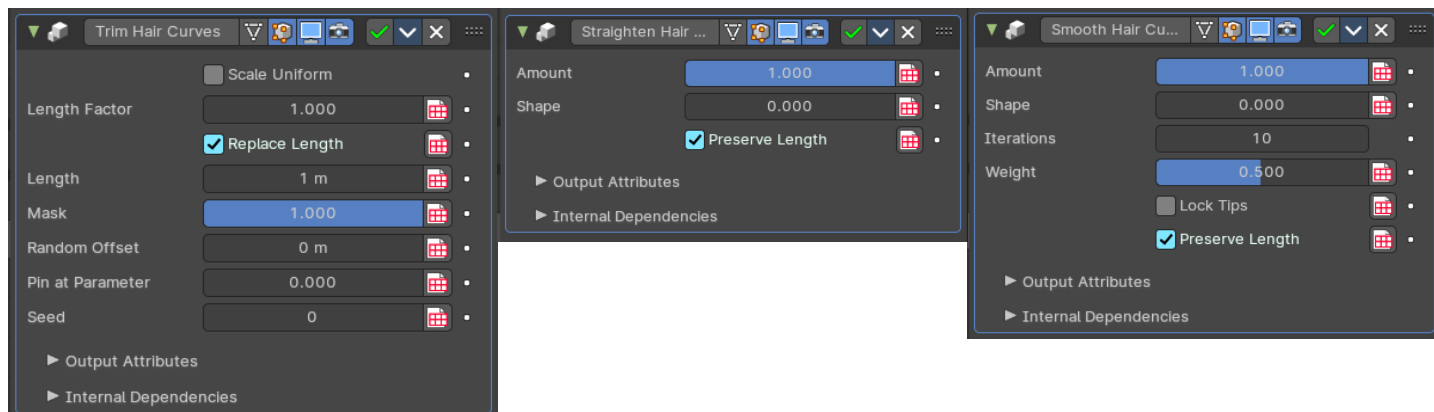 Trim Hair Curves
Scale Uniform
Length Factor 1.000
Replace Length
Length 1 m
Mask 1.000
Random Offset 0 m
Pin at Parameter 0.000
Seed 0
Output Attributes
Internal Dependencies
Straighten Hair ...
Amount 1.000
Shape 0.000
Preserve Length
Output Attributes
Internal Dependencies
Smooth Hair Cu...
Amount 1.000
Shape 0.000
Iterations 10
Weight 0.500
Lock Tips
Preserve Length
Output Attributes
Internal Dependencies